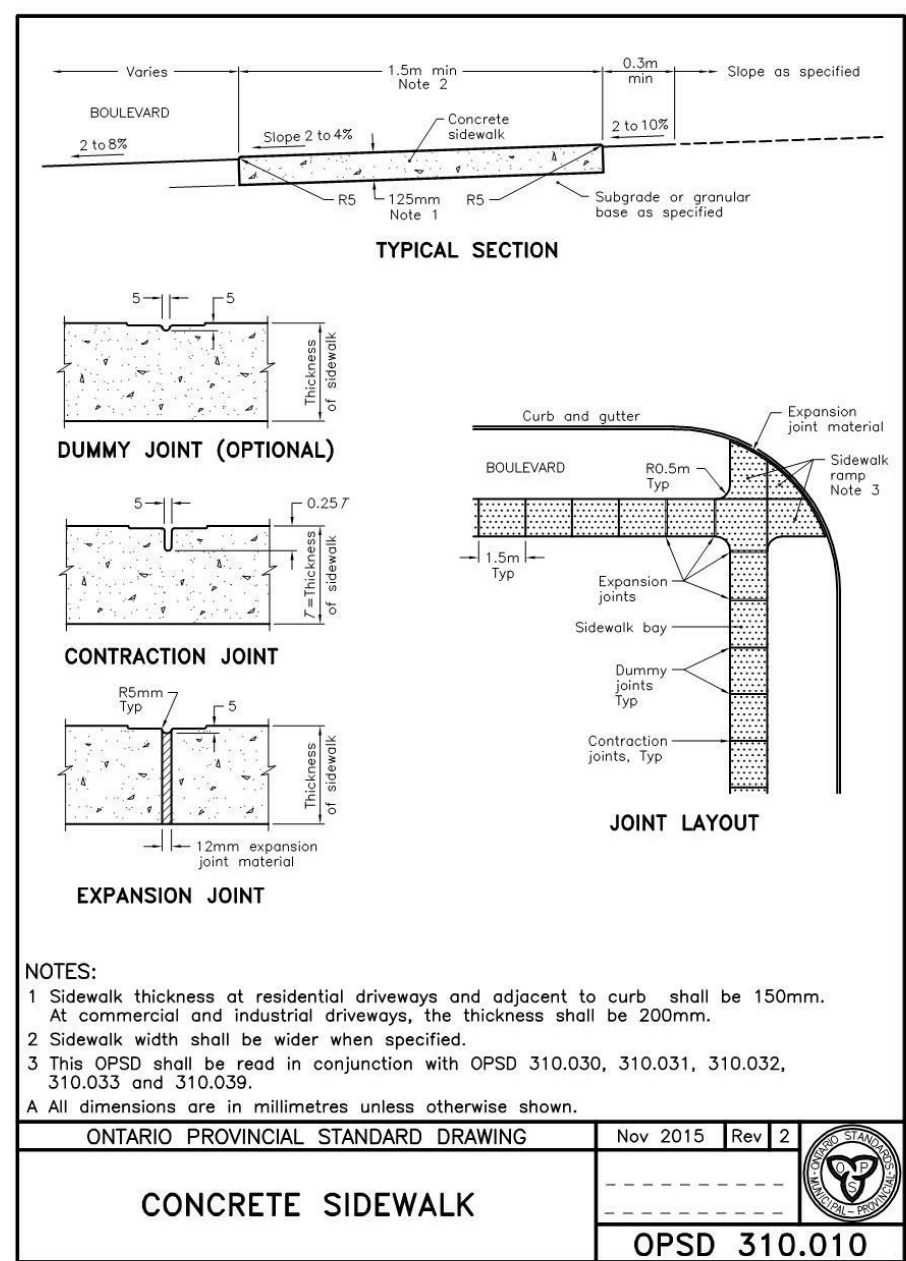 Varies
1.5m min
Note 2
0.3m
min
Slope as specified
BOULEVARD
2 to 8%
Slope 2 to 4%
Concrete
sidewalk
2 to 10%
R5
125mm
Note 1
R5
Subgrade or granular
base as specified
TYPICAL SECTION
5
5
Thickness
of sidewalk
DUMMY JOINT (OPTIONAL)
5
0.25T
T=Thickness
of sidewalk
CONTRACTION JOINT
R5mm
Typ
5
Thickness
of sidewalk
12mm expansion
joint material
EXPANSION JOINT
Curb and gutter
Expansion
joint material
BOULEVARD
R0.5m
Typ
Sidewalk
ramp
Note 3
1.5m
Typ
Expansion
joints
Sidewalk bay
Dummy
joints
Typ
Contraction
joints, Typ
JOINT LAYOUT
NOTES:
1 Sidewalk thickness at residential driveways and adjacent to curb shall be 150mm.
At commercial and industrial driveways, the thickness shall be 200mm.
2 Sidewalk width shall be wider when specified.
3 This OPSD shall be read in conjunction with OPSD 310.030, 310.031, 310.032,
310.033 and 310.039.
A All dimensions are in millimetres unless otherwise shown.
ONTARIO PROVINCIAL STANDARD DRAWING
Nov 2015
Rev
2
CONCRETE SIDEWALK
ONTARIO STANDARDS
MUNICIPAL - PROVINCIAL
O P
S
OPSD 310.010